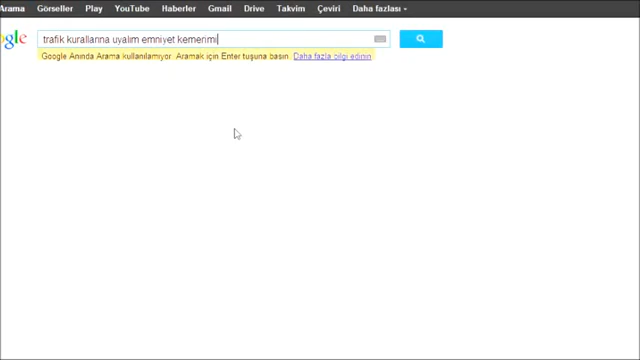 Arama Görseller Play YouTube Haberler Gmail Drive Takvim Çeviri Daha fazlası
gle trafik kurallarına uyalım emniyet kemerimi
Google Anında Arama kullanılamıyor. Aramak için Enter tuşuna basın. Daha fazla bilgi edinin